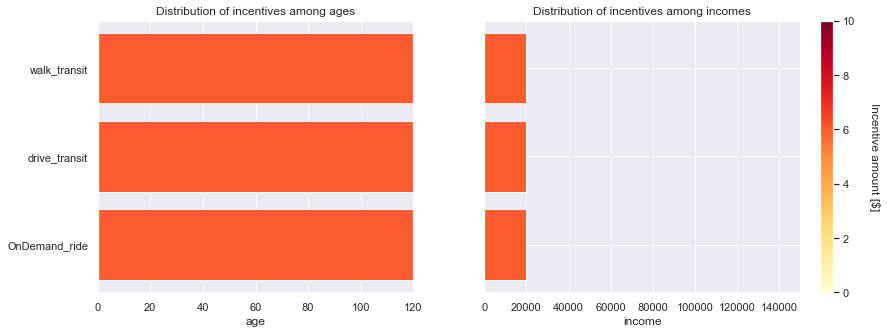 Distribution of incentives among ages
walk_transit
drive_transit
OnDemand_ride
0 20 40 60 80 100 120
age
Distribution of incentives among incomes
0 20000 40000 60000 80000 100000 120000 140000
income
10
8
6
4
2
0
Incentive amount [$]